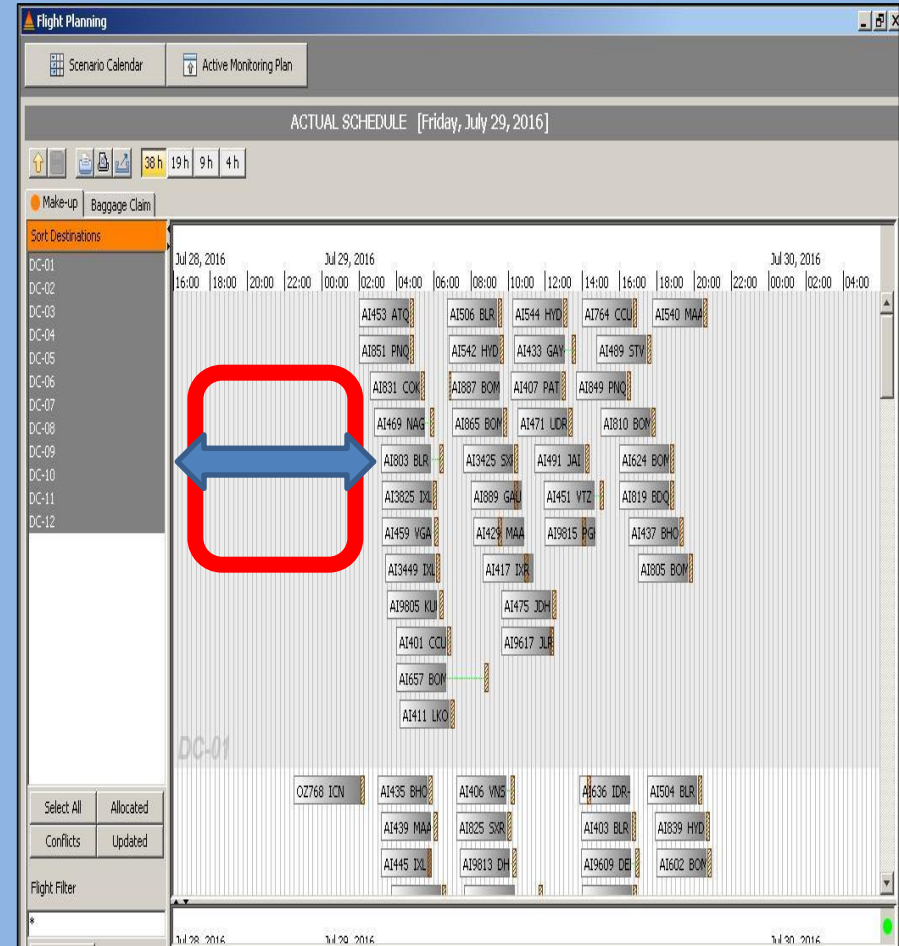 Flight Planning
Scenario Calendar Active Monitoring Plan
ACTUAL SCHEDULE [Friday, July 29, 2016]
38 h 19 h 9 h 4 h
Make-up Baggage Claim
Sort Destinations
DC-01
DC-02
DC-03
DC-04
DC-05
DC-06
DC-07
DC-08
DC-09
DC-10
DC-11
DC-12
Jul 28, 2016 Jul 29, 2016 Jul 30, 2016
16:00 18:00 20:00 22:00 00:00 02:00 04:00 06:00 08:00 10:00 12:00 14:00 16:00 18:00 20:00 22:00 00:00 02:00 04:00
AI453 ATQ AI506 BLR AI544 HYD AI764 CCU AI540 MAA
AI851 PNQ AI542 HYD AI433 GAY AI489 STV
AI831 COK AI887 BOM AI407 PAT AI849 PNQ
AI469 NAG AI865 BOM AI471 UDR AI810 BOM
AI803 BLR AI3425 SX AI491 JAI AI624 BOM
AI3825 IXL AI889 GAU AI451 VTZ AI819 BDQ
AI459 VGA AI429 MAA AI9815 PG AI437 BHO
AI3449 IXL AI417 IXR AI805 BOM
AI9805 KU AI475 JDH
AI401 CCU AI9617 JLR
AI657 BOM
AI411 LKO
DC-01
OZ768 ICN AI435 BHO AI406 VNS AI636 IDR- AI504 BLR
AI439 MAA AI825 SXR AI403 BLR AI839 HYD
AI445 IXL AI9813 DH AI9609 DE AI602 BOM
Select All Allocated
Conflicts Updated
Flight Filter
*
Jul 28, 2016 Jul 29, 2016 Jul 30, 2016